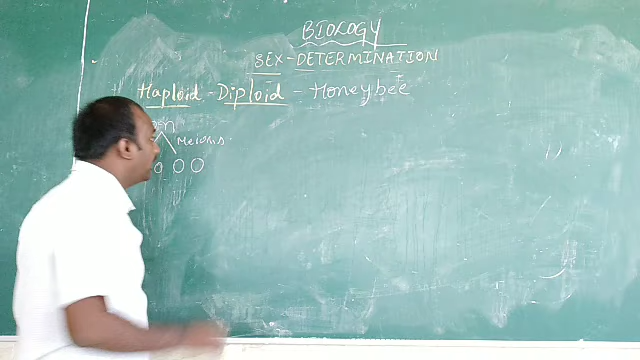 BIOLOGY
SEX-DETERMINATION
Haploid - Diploid - Honeybee
Meiosis